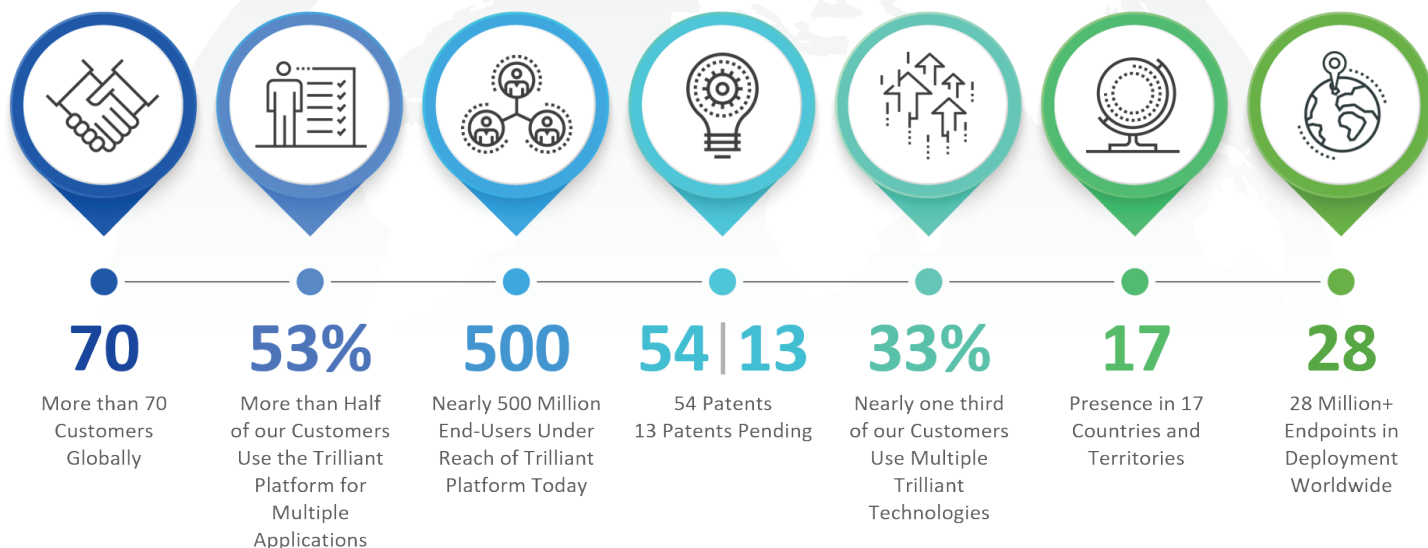 70
More than 70
Customers
Globally
53%
More than Half
of our Customers
Use the Trilliant
Platform for
Multiple
Applications
500
Nearly 500 Million
End-Users Under
Reach of Trilliant
Platform Today
54|13
54 Patents
13 Patents Pending
33%
Nearly one third
of our Customers
Use Multiple
Trilliant
Technologies
17
Presence in 17
Countries and
Territories
28
28 Million+
Endpoints in
Deployment
Worldwide